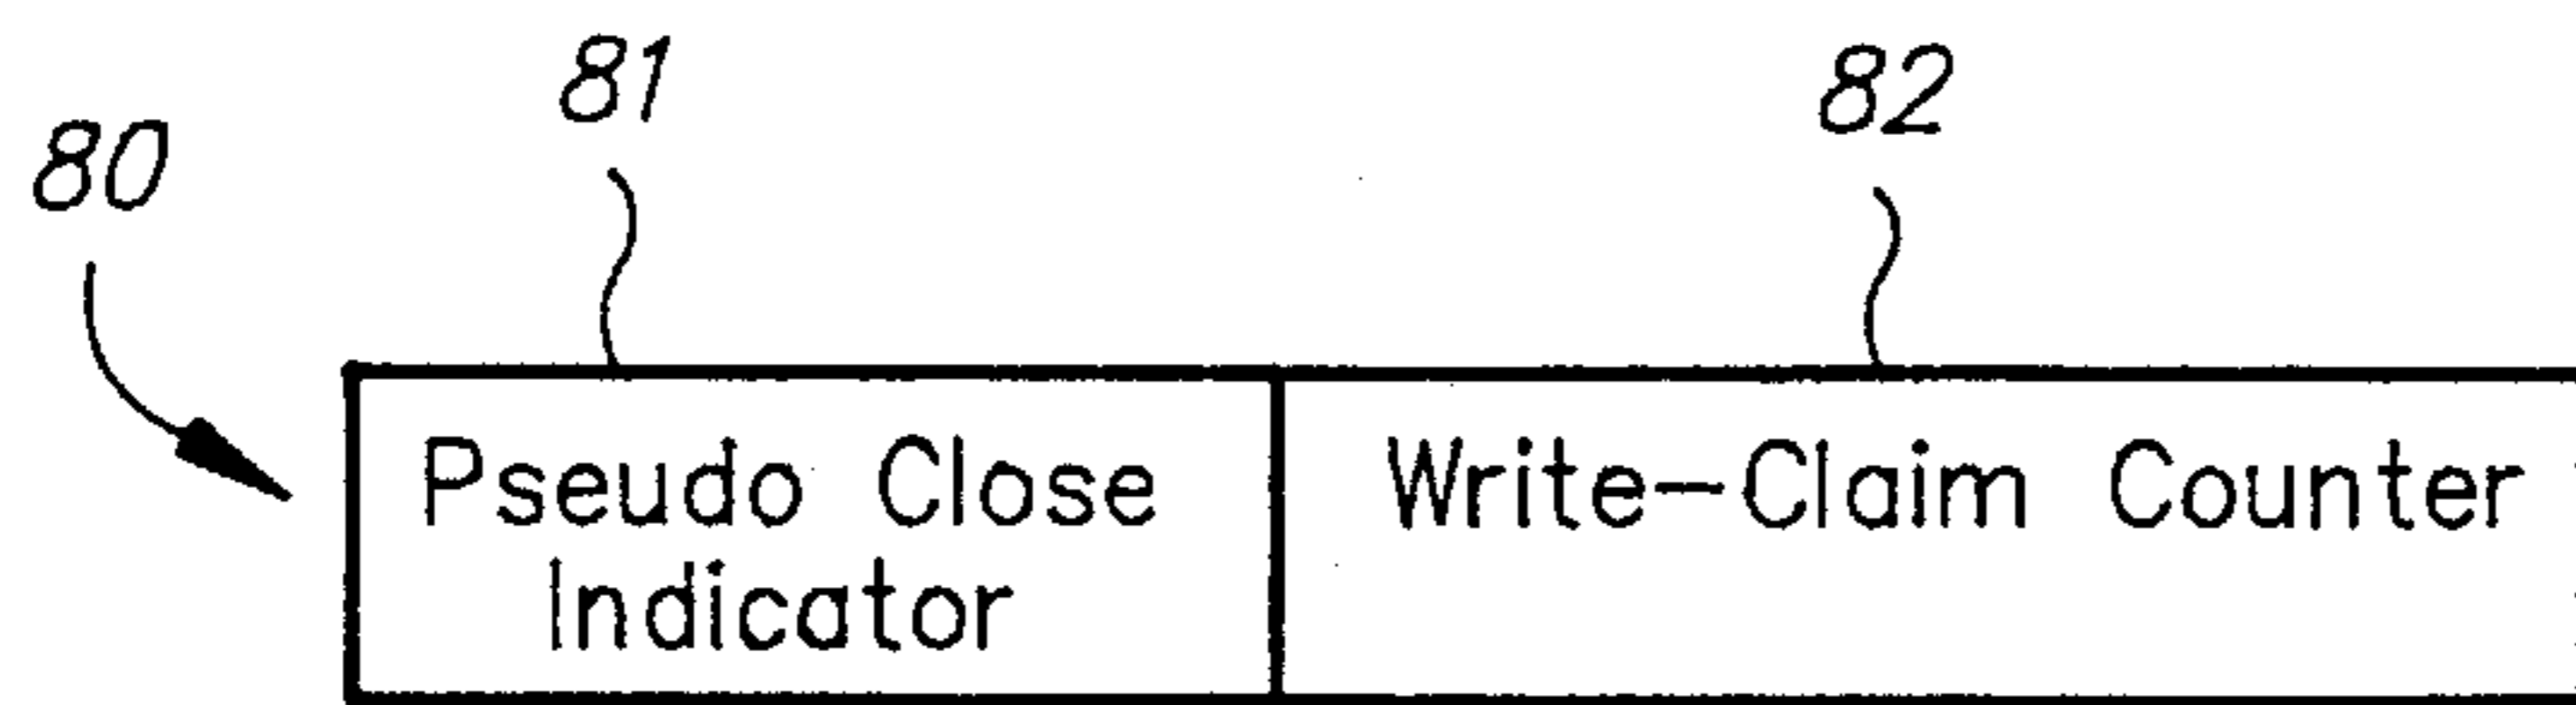 81
82
80
Pseudo Close
Indicator
Write-Claim Counter